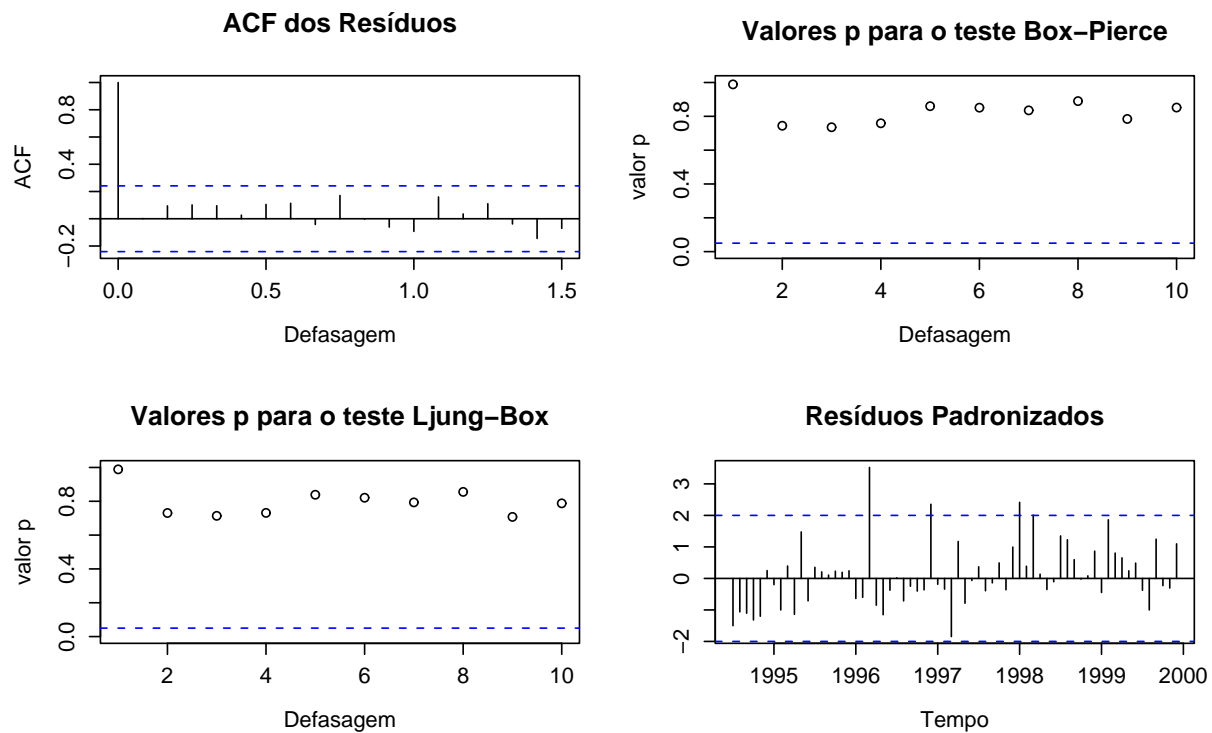 ACF dos Resíduos
ACF
0.8
0.4
−0.2
0.0 0.5 1.0 1.5
Defasagem
Valores p para o teste Box−Pierce
valor p
0.8
0.4
0.0
2 4 6 8 10
Defasagem
Valores p para o teste Ljung−Box
valor p
0.8
0.4
0.0
2 4 6 8 10
Defasagem
Resíduos Padronizados
3
2
1
0
−2
1995 1996 1997 1998 1999 2000
Tempo